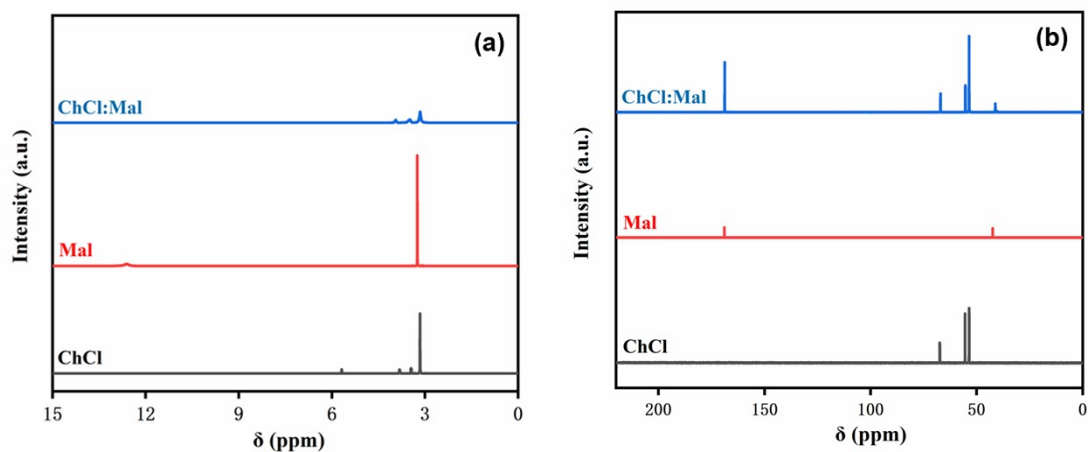 (a)
ChCl:Mal
Mal
ChCl
Intensity (a.u.)
15 12 9 6 3 0
δ (ppm)
(b)
ChCl:Mal
Mal
ChCl
Intensity (a.u.)
200 150 100 50 0
δ (ppm)